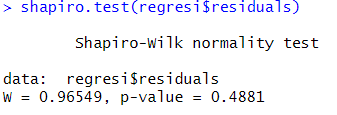 > shapiro.test(regresi$residuals)
Shapiro-Wilk normality test
data:  regresi$residuals
W = 0.96549, p-value = 0.4881